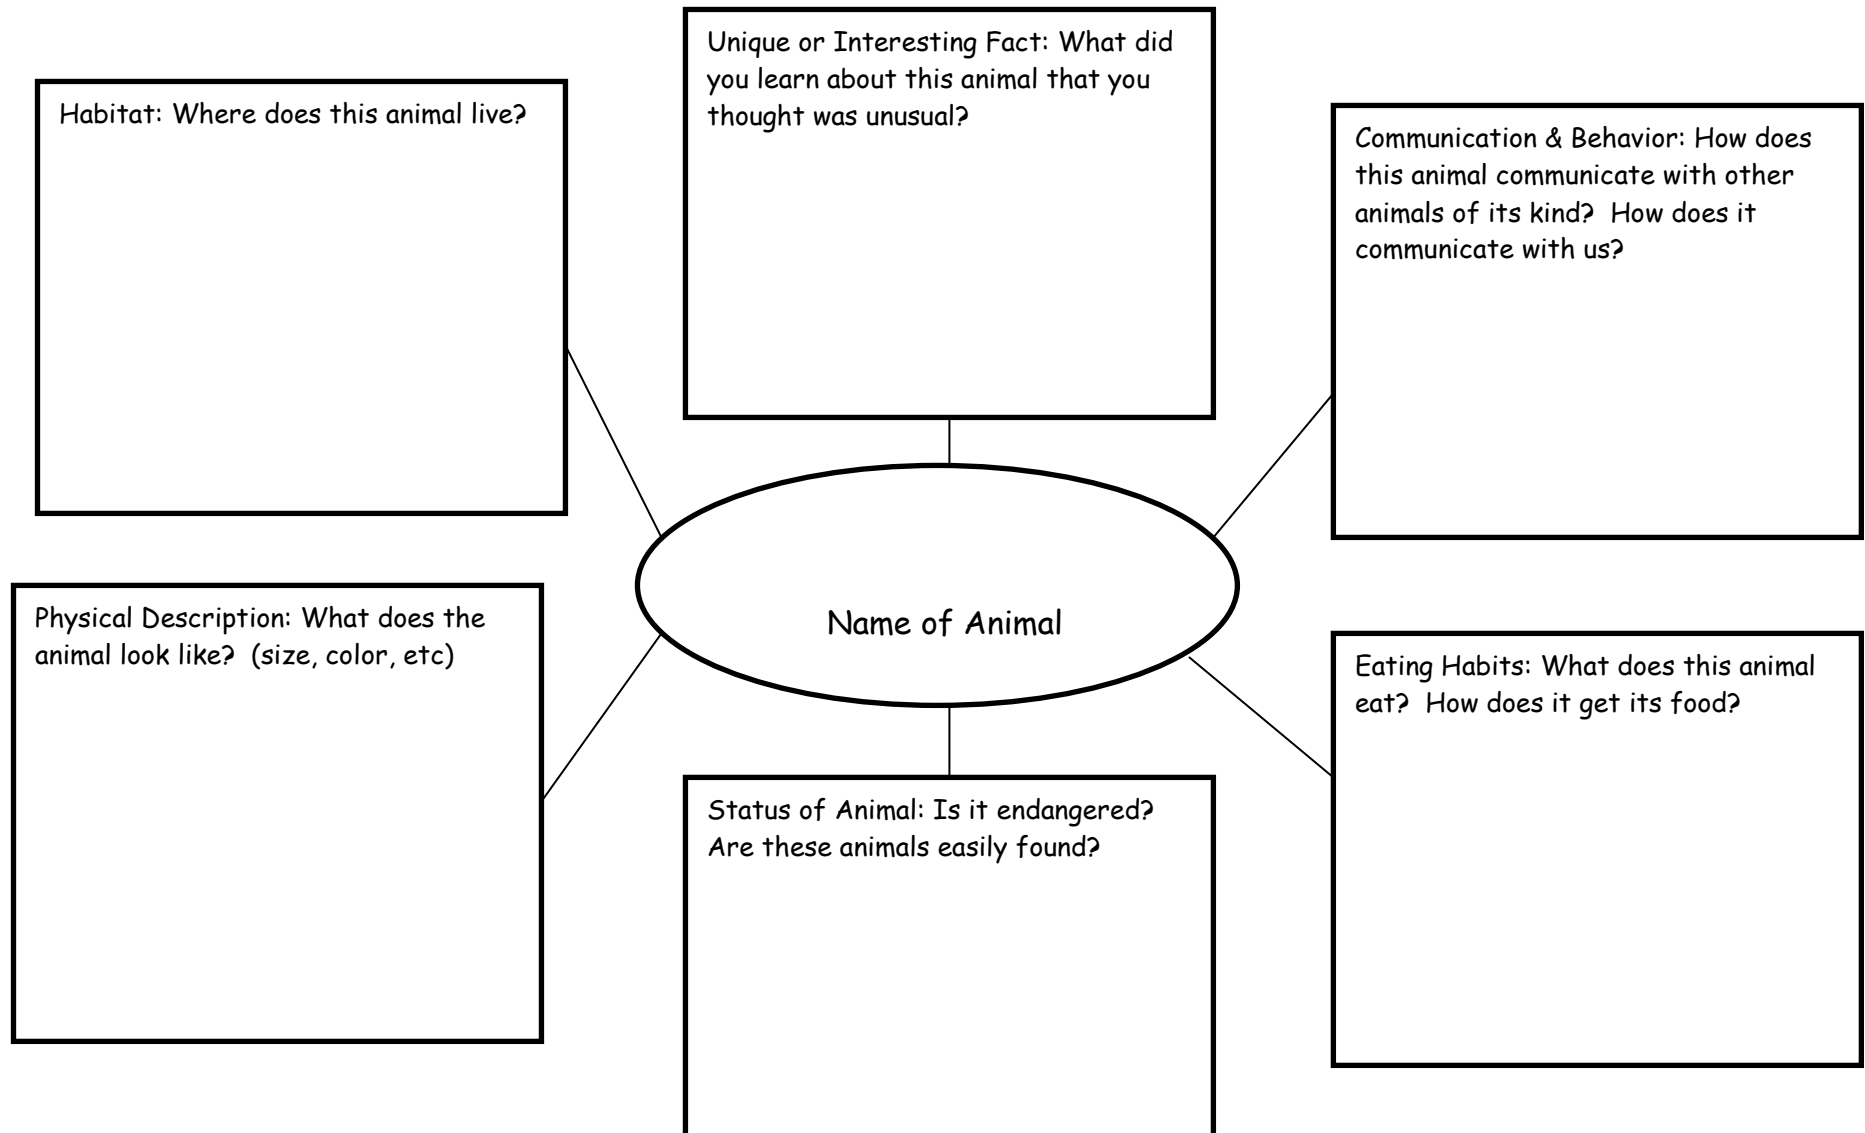 Unique or Interesting Fact: What did
you learn about this animal that you
thought was unusual?
Habitat: Where does this animal live?
Communication & Behavior: How does
this animal communicate with other
animals of its kind?  How does it
communicate with us?
Name of Animal
Physical Description: What does the
animal look like?  (size, color, etc)
Eating Habits: What does this animal
eat?  How does it get its food?
Status of Animal: Is it endangered?
Are these animals easily found?